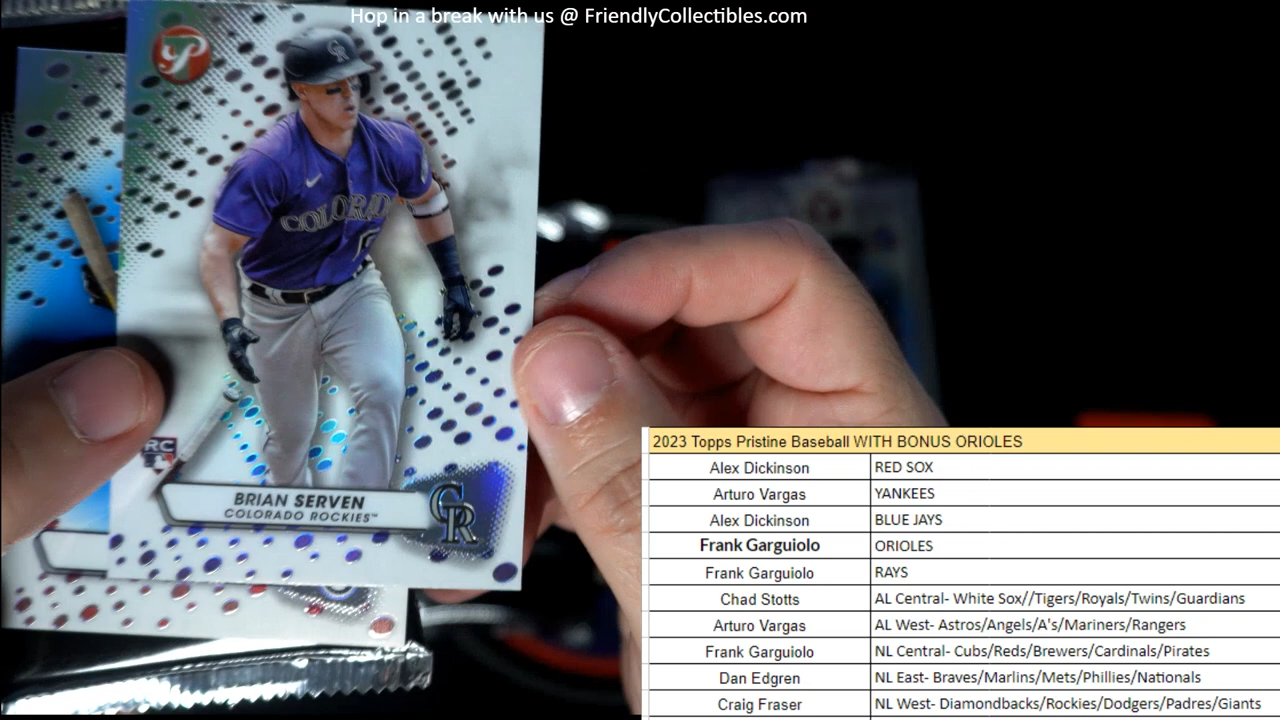 Hop in a break with us @ FriendlyCollectibles.com
CR
COLORADO
RC
BRIAN SERVEN
COLORADO ROCKIES™
CR
2023 Topps Pristine Baseball WITH BONUS ORIOLES
Alex Dickinson RED SOX
Arturo Vargas YANKEES
Alex Dickinson BLUE JAYS
Frank Garguiolo ORIOLES
Frank Garguiolo RAYS
Chad Stotts AL Central- White Sox//Tigers/Royals/Twins/Guardians
Arturo Vargas AL West- Astros/Angels/A's/Mariners/Rangers
Frank Garguiolo NL Central- Cubs/Reds/Brewers/Cardinals/Pirates
Dan Edgren NL East- Braves/Marlins/Mets/Phillies/Nationals
Craig Fraser NL West- Diamondbacks/Rockies/Dodgers/Padres/Giants